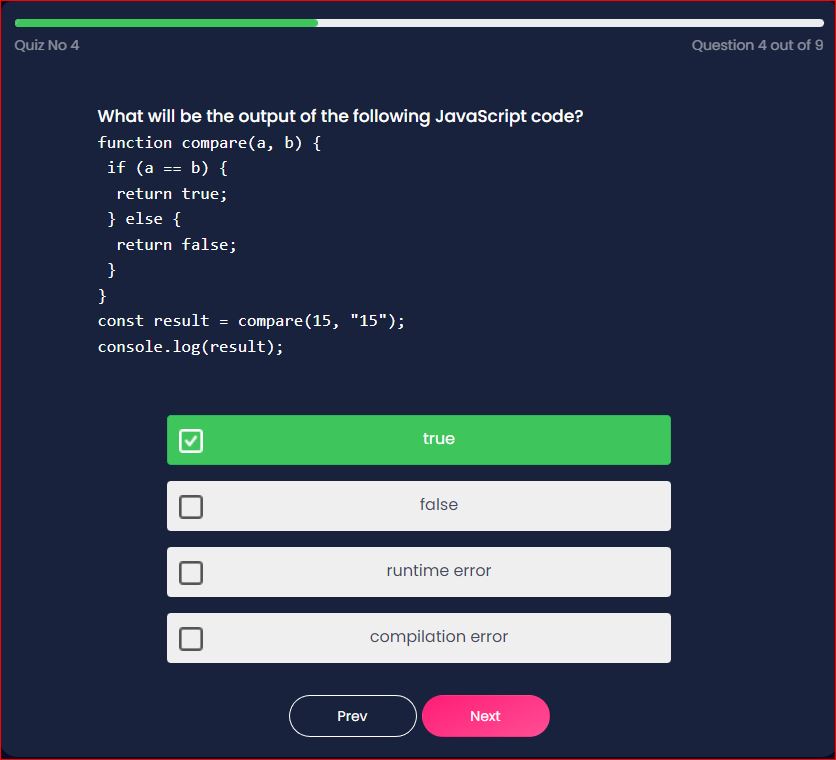 Quiz No 4
Question 4 out of 9
What will be the output of the following JavaScript code?
function compare(a, b) {
 if (a == b) {
  return true;
 } else {
  return false;
 }
}
const result = compare(15, "15");
console.log(result);
true
false
runtime error
compilation error
Prev
Next